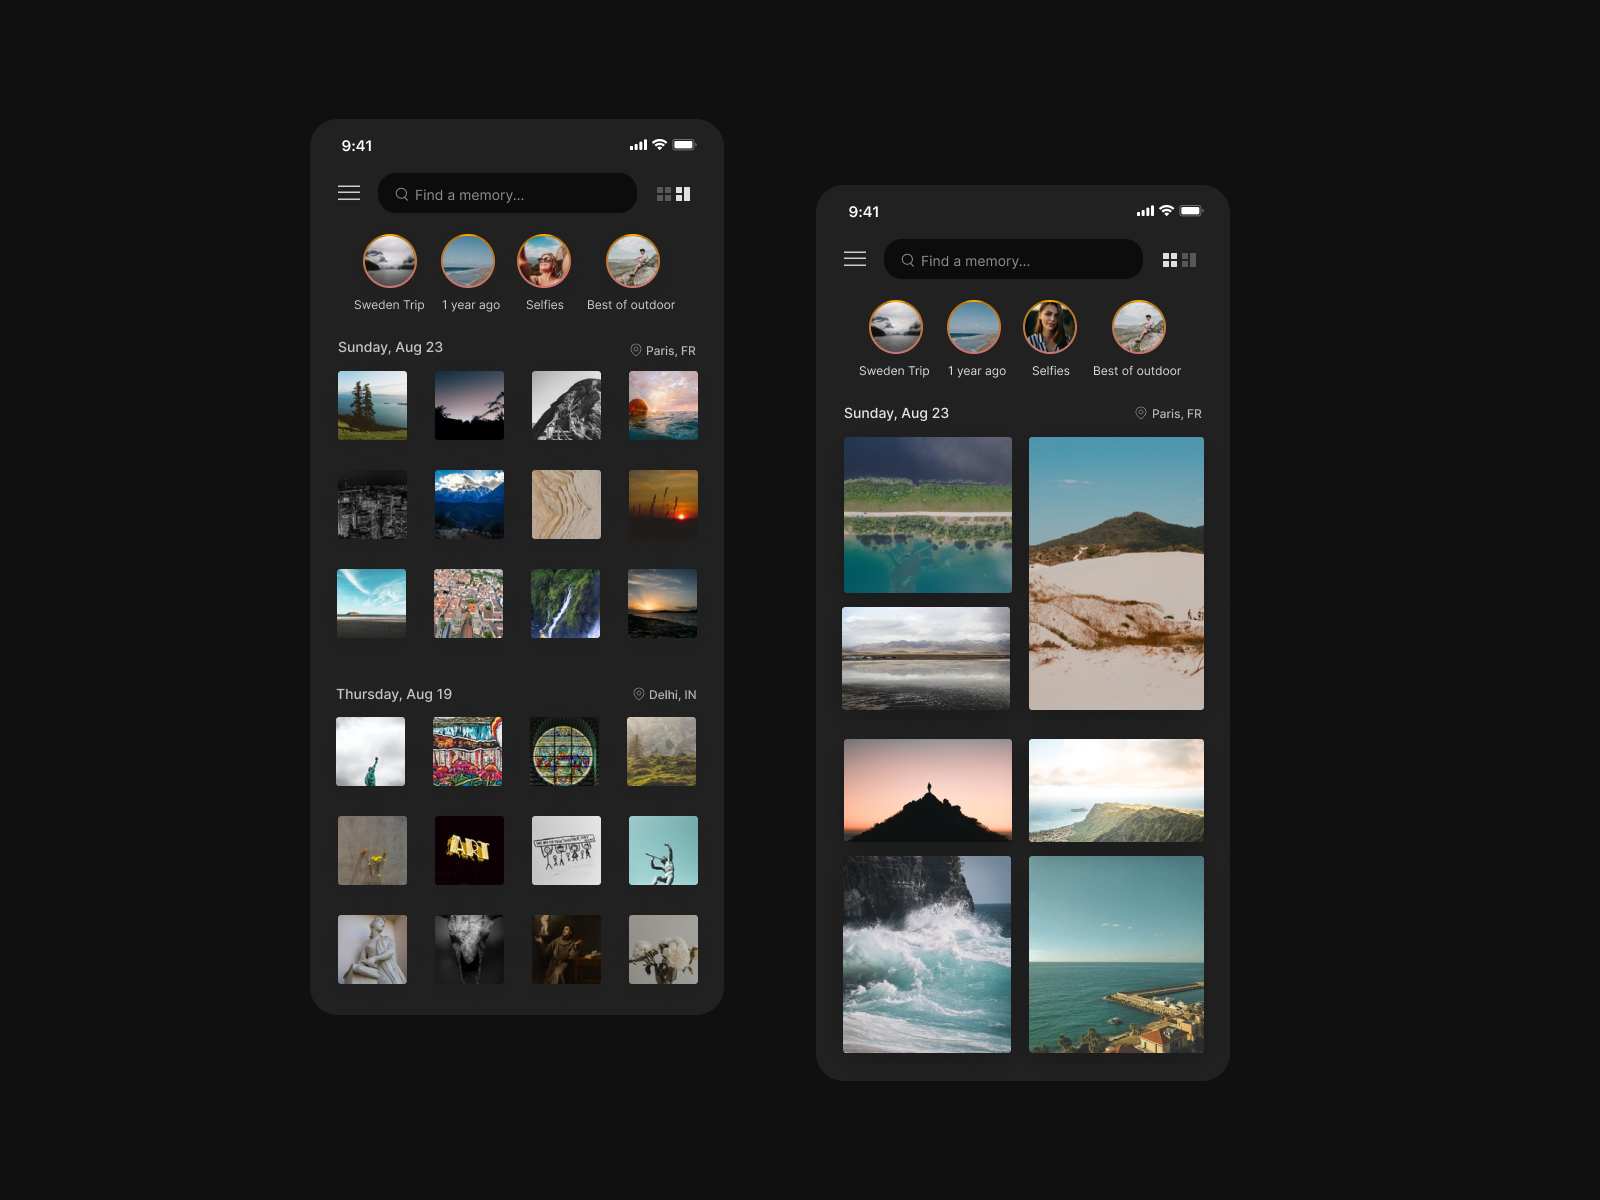 9:41
Find a memory...
Sweden Trip
1 year ago
Selfies
Best of outdoor
Sunday, Aug 23
Paris, FR
Thursday, Aug 19
Delhi, IN
ART
9:41
Find a memory...
Sweden Trip
1 year ago
Selfies
Best of outdoor
Sunday, Aug 23
Paris, FR